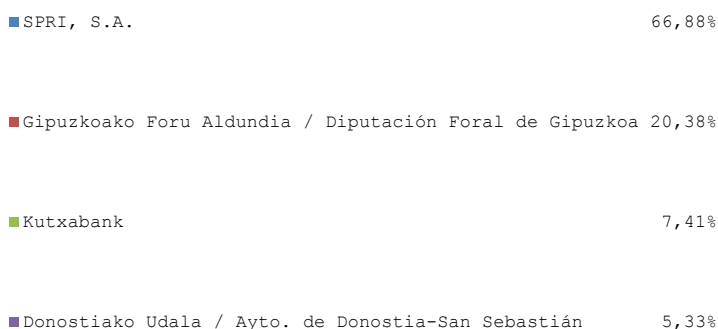 SPRI, S.A. 66,88%
Gipuzkoako Foru Aldundia / Diputación Foral de Gipuzkoa 20,38%
Kutxabank 7,41%
Donostiako Udala / Ayto. de Donostia-San Sebastián 5,33%